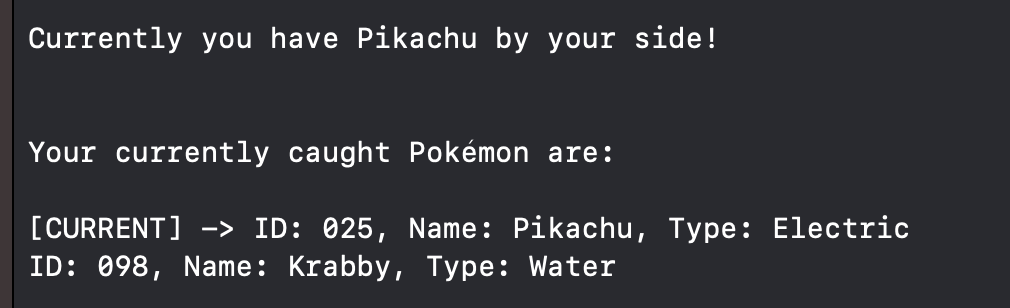 Currently you have Pikachu by your side!
Your currently caught Pokémon are:
[CURRENT] -> ID: 025, Name: Pikachu, Type: Electric
ID: 098, Name: Krabby, Type: Water